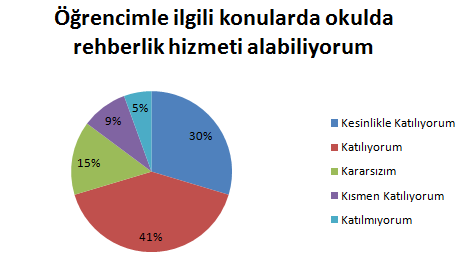 Öğrencimle ilgili konularda okulda
rehberlik hizmeti alabiliyorum
5%
9%
30%
15%
41%
Kesinlikle Katılıyorum
Katılıyorum
Kararsızım
Kısmen Katılıyorum
Katılmıyorum